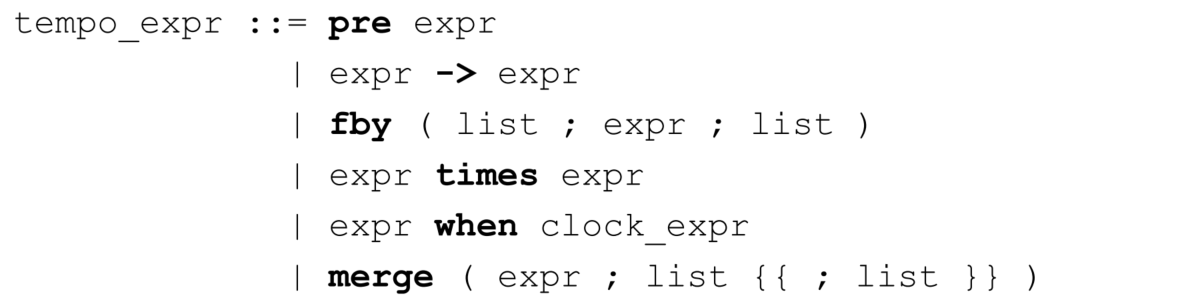 tempo_expr ::= pre expr
| expr -> expr
| fby ( list ; expr ; list )
| expr times expr
| expr when clock_expr
| merge ( expr ; list {{ ; list }} )